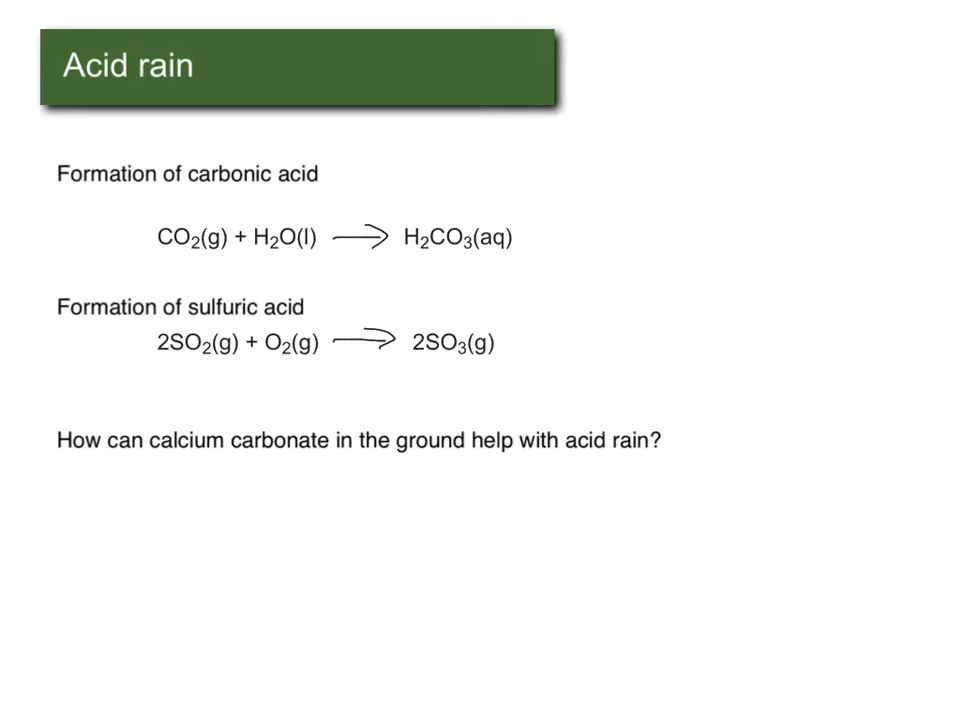 Acid rain
Formation of carbonic acid
CO₂(g) + H₂O(l) → H₂CO₃(aq)
Formation of sulfuric acid
2SO₂(g) + O₂(g) → 2SO₃(g)
How can calcium carbonate in the ground help with acid rain?